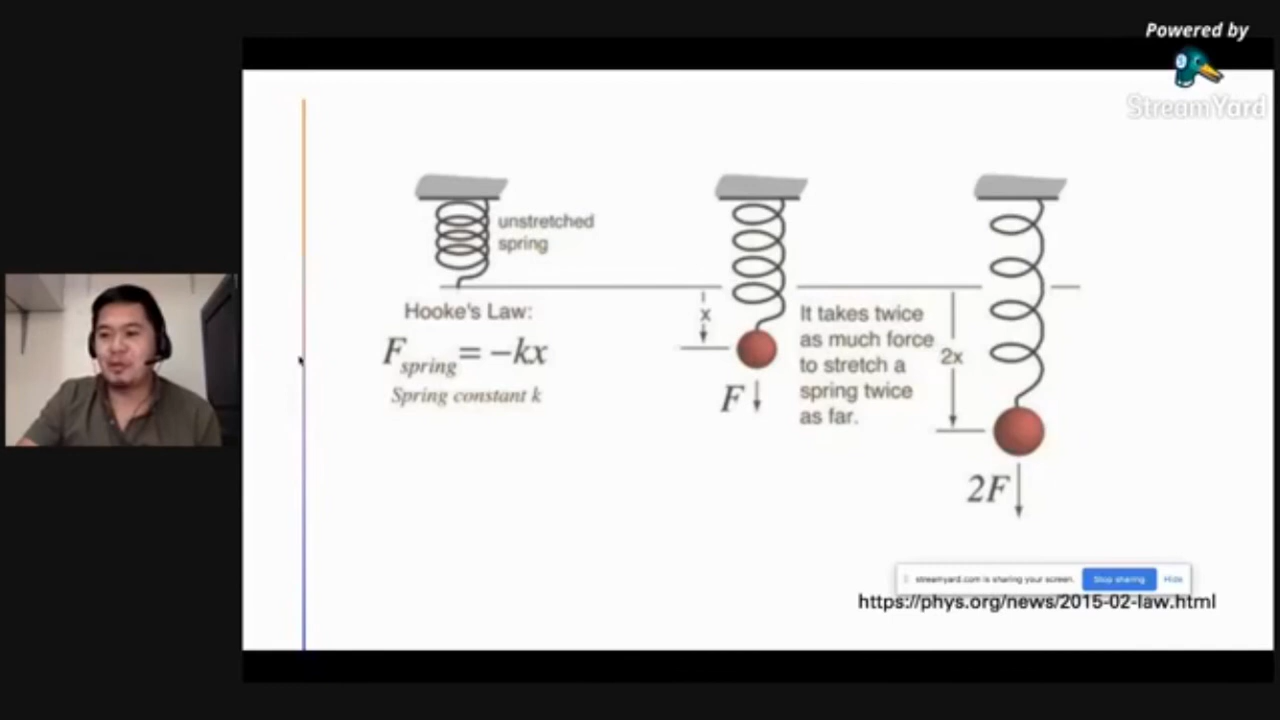 Powered by
StreamYard
unstretched
spring
Hooke's Law:
F spring = −kx
Spring constant k
x
F
It takes twice
as much force
to stretch a
spring twice
as far.
2x
2F
streamyard.com is sharing your screen.
Stop sharing
Hide
https://phys.org/news/2015-02-law.html